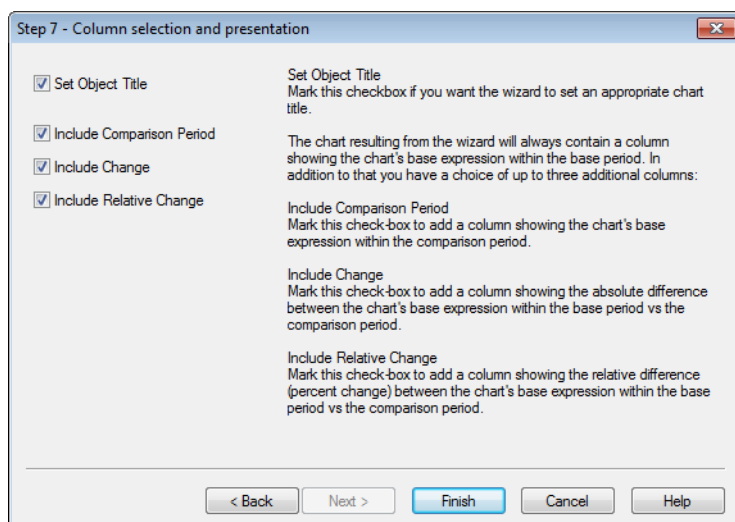 Step 7 - Column selection and presentation
Set Object Title
Include Comparison Period
Include Change
Include Relative Change
Set Object Title
Mark this checkbox if you want the wizard to set an appropriate chart
title.
The chart resulting from the wizard will always contain a column
showing the chart's base expression within the base period. In
addition to that you have a choice of up to three additional columns:
Include Comparison Period
Mark this check-box to add a column showing the chart's base
expression within the comparison period.
Include Change
Mark this check-box to add a column showing the absolute difference
between the chart's base expression within the base period vs the
comparison period.
Include Relative Change
Mark this check-box to add a column showing the relative difference
(percent change) between the chart's base expression within the base
period vs the comparison period.
< Back Next > Finish Cancel Help